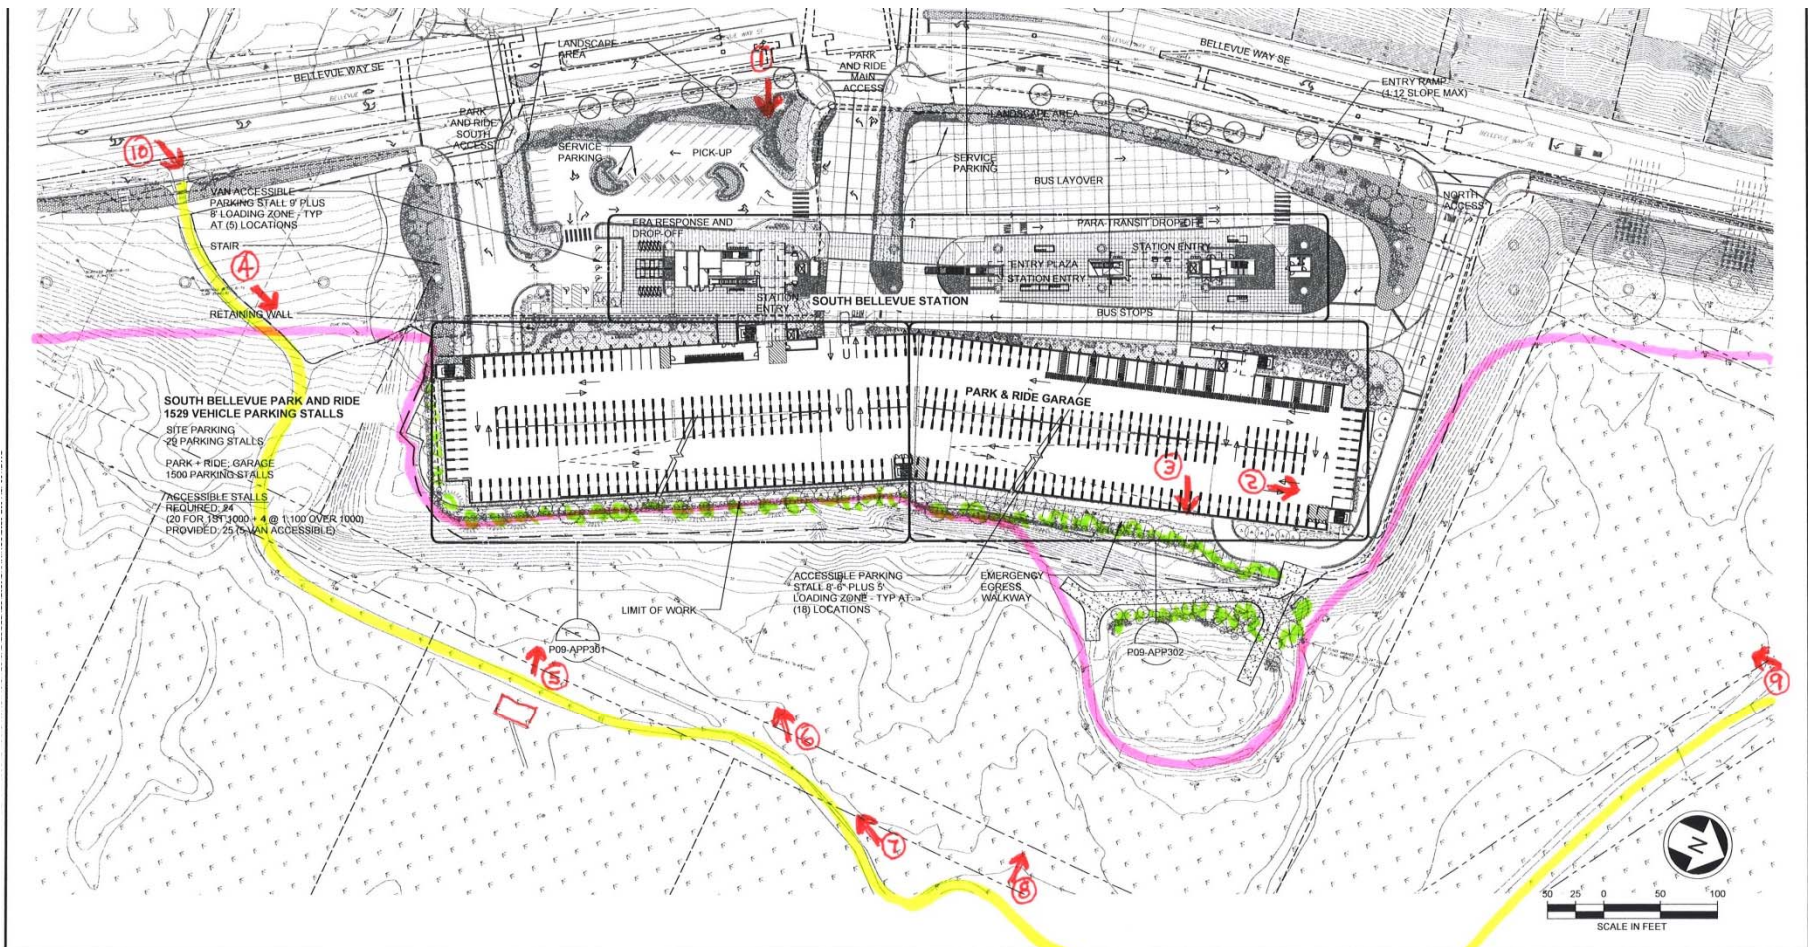 LANDSCAPE
AREA
BELLEVUE WAY SE
1
PARK
AND RIDE
MAIN
ACCESS
BELLEVUE WAY SE
ENTRY RAMP
(1:12 SLOPE MAX)
PARK
AND RIDE
SOUTH
ACCESS
LANDSCAPE AREA
BELLEVUE WAY SE
10
SERVICE
PARKING
PICK-UP
SERVICE
PARKING
BUS LAYOVER
NORTH
ACCESS
VAN ACCESSIBLE
PARKING STALL 9' PLUS
8' LOADING ZONE - TYP
AT (5) LOCATIONS
ERA RESPONSE AND
DROP-OFF
PARA-TRANSIT DROP-OFF
STAIR
STATION ENTRY
4
ENTRY PLAZA
STATION ENTRY
STATION
ENTRY
SOUTH BELLEVUE STATION
RETAINING WALL
BUS STOPS
SOUTH BELLEVUE PARK AND RIDE
1529 VEHICLE PARKING STALLS
PARK & RIDE GARAGE
SITE PARKING
29 PARKING STALLS
PARK + RIDE: GARAGE
1500 PARKING STALLS
3
2
ACCESSIBLE STALLS
REQUIRED: 24
(20 FOR 1ST 1000 + 4 @ 1:100 OVER 1000)
PROVIDED: 25 (5 VAN ACCESSIBLE)
ACCESSIBLE PARKING
STALL 8'-6" PLUS 5'
LOADING ZONE - TYP AT
(18) LOCATIONS
EMERGENCY
EGRESS
WALKWAY
LIMIT OF WORK
P09-APP301
P09-APP302
5
9
6
7
8
N
50 25 0 50 100
SCALE IN FEET